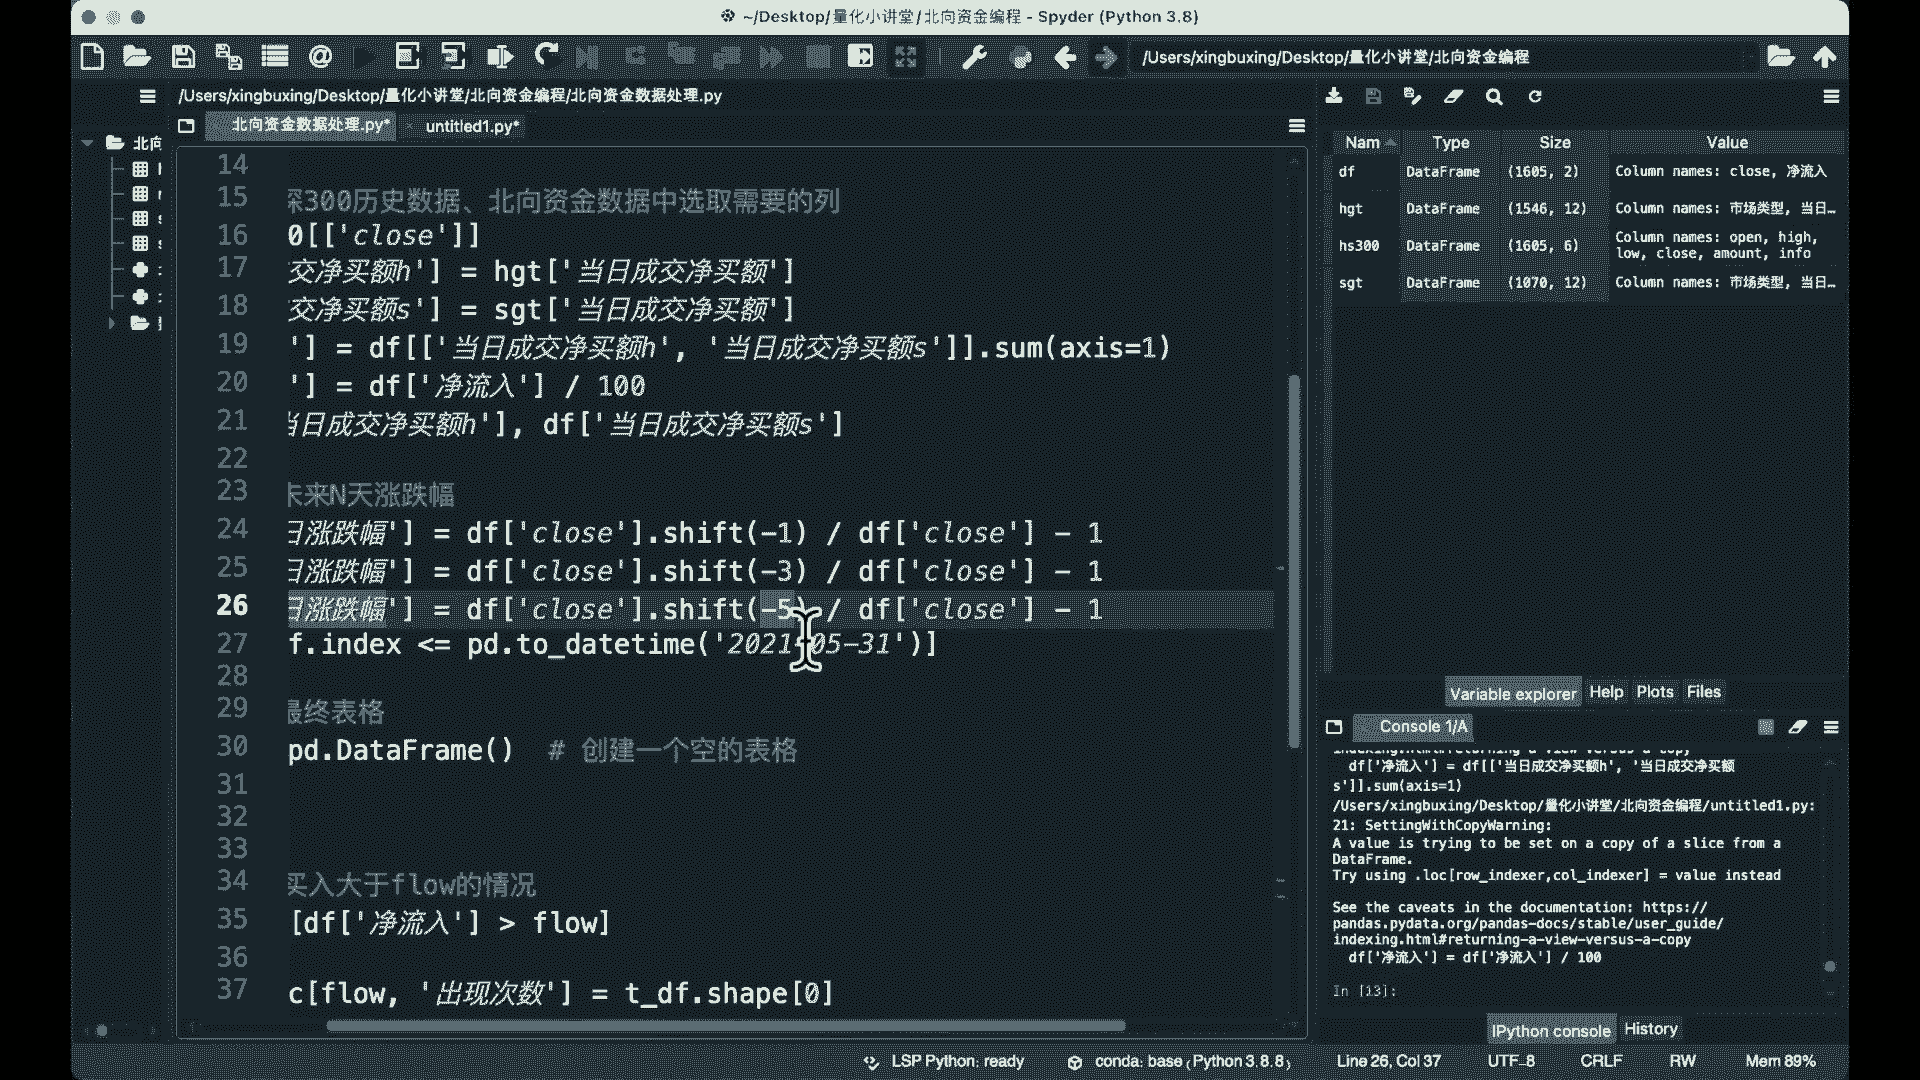 ~/Desktop/量化小讲堂/北向资金编程 - Spyder (Python 3.8)
/Users/xingbuxing/Desktop/量化小讲堂/北向资金编程
/Users/xingbuxing/Desktop/量化小讲堂/北向资金编程/北向资金数据处理.py
北向资金数据处理.py* untitled1.py*
北向
14
15 深300历史数据、北向资金数据中选取需要的列
16 0[['close']]
17 交净买额h'] = hgt['当日成交净买额']
18 交净买额s'] = sgt['当日成交净买额']
19 '] = df[['当日成交净买额h', '当日成交净买额s']].sum(axis=1)
20 '] = df['净流入'] / 100
21 当日成交净买额h'], df['当日成交净买额s']
22
23 未来N天涨跌幅
24 日涨跌幅'] = df['close'].shift(-1) / df['close'] - 1
25 日涨跌幅'] = df['close'].shift(-3) / df['close'] - 1
26 日涨跌幅'] = df['close'].shift(-5) / df['close'] - 1
27 f.index <= pd.to_datetime('2021-05-31')]
28
29 最终表格
30 pd.DataFrame() # 创建一个空的表格
31
32
33
34 买入大于flow的情况
35 [df['净流入'] > flow]
36
37 c[flow, '出现次数'] = t_df.shape[0]
Nam Type Size Value
df DataFrame (1605, 2) Column names: close, 净流入
hgt DataFrame (1546, 12) Column names: 市场类型, 当日…
hs300 DataFrame (1605, 6) Column names: open, high,
low, close, amount, info
sgt DataFrame (1070, 12) Column names: 市场类型, 当日…
Variable explorer Help Plots Files
Console 1/A
indexing.html#returning-a-view-versus-a-copy
df['净流入'] = df[['当日成交净买额h', '当日成交净买额
s']].sum(axis=1)
/Users/xingbuxing/Desktop/量化小讲堂/北向资金编程/untitled1.py:
21: SettingWithCopyWarning:
A value is trying to be set on a copy of a slice from a
DataFrame.
Try using .loc[row_indexer,col_indexer] = value instead
See the caveats in the documentation: https://
pandas.pydata.org/pandas-docs/stable/user_guide/
indexing.html#returning-a-view-versus-a-copy
df['净流入'] = df['净流入'] / 100
In [13]:
IPython console History
LSP Python: ready conda: base (Python 3.8.8) Line 26, Col 37 UTF-8 CRLF RW Mem 89%